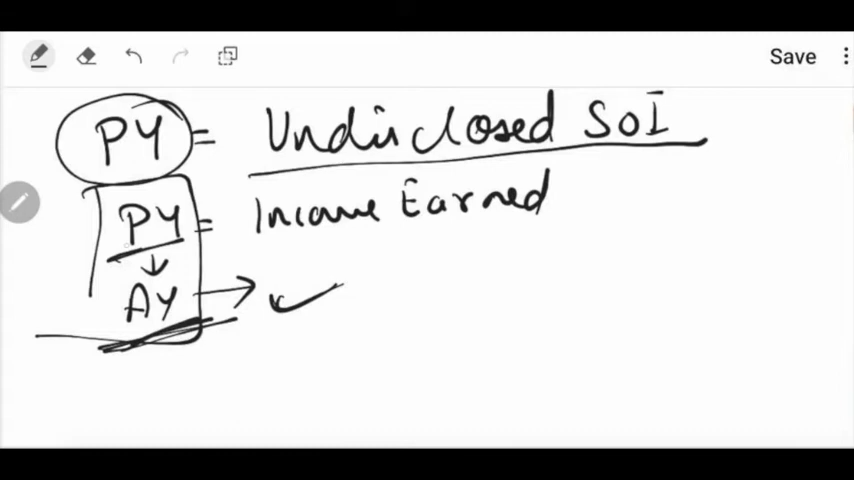 Save
PY = Undisclosed SOI
PY = Income Earned
AY